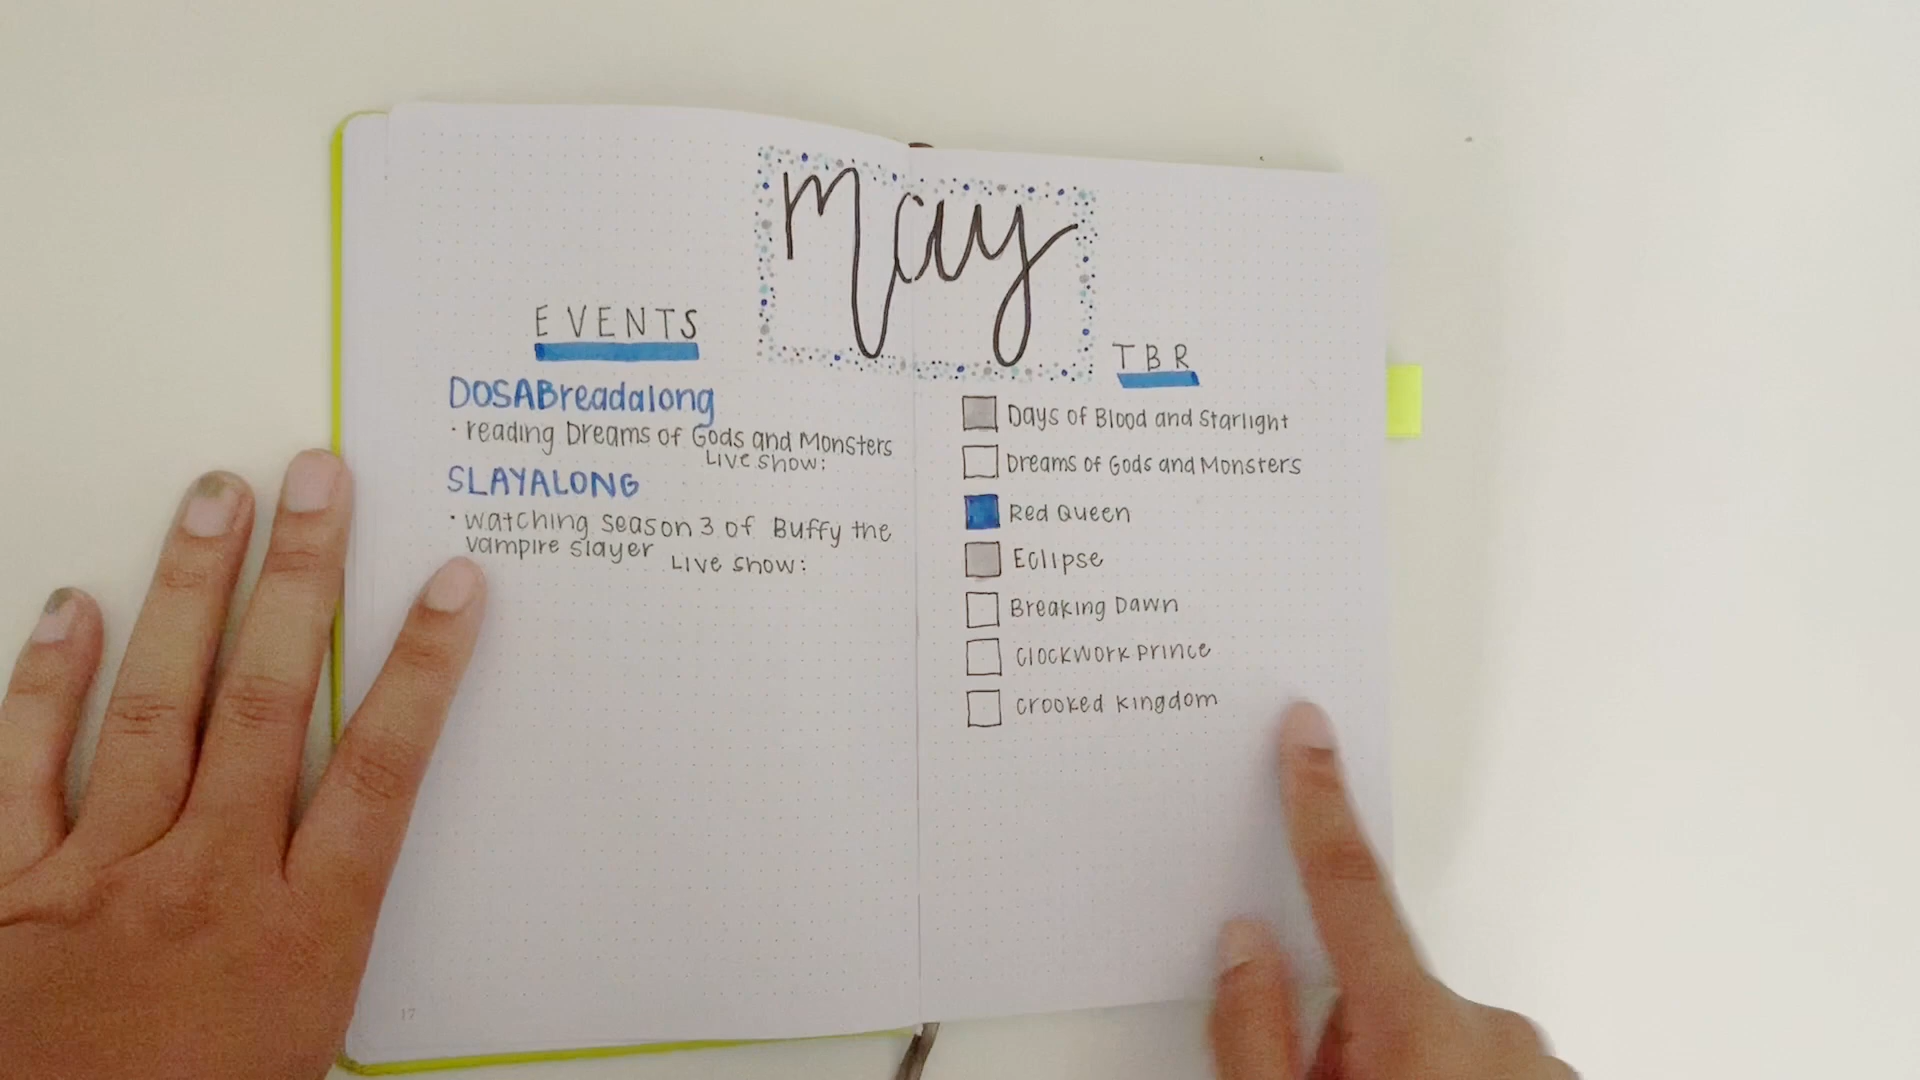 May
EVENTS
DOSABreadalong
· reading Dreams of Gods and Monsters
Live show:
SLAYALONG
· watching season 3 of Buffy the
vampire slayer
Live show:
TBR
Days of Blood and Starlight
Dreams of Gods and Monsters
Red Queen
Eclipse
Breaking Dawn
Clockwork Prince
Crooked Kingdom
17